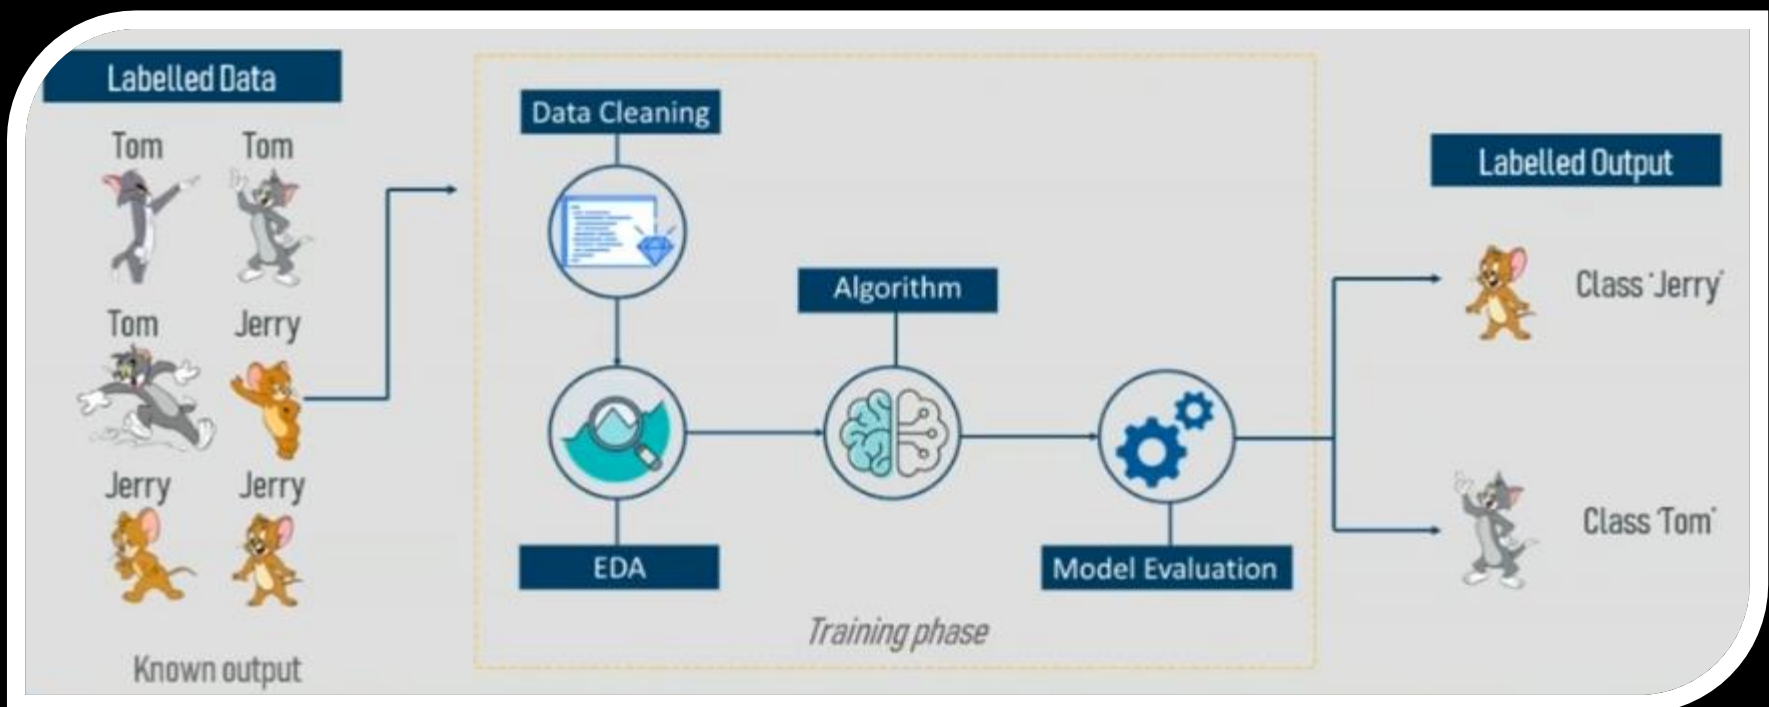 Labelled Data
Tom Tom
Tom Jerry
Jerry Jerry
Known output
Data Cleaning
EDA
Algorithm
Model Evaluation
Training phase
Labelled Output
Class 'Jerry'
Class 'Tom'